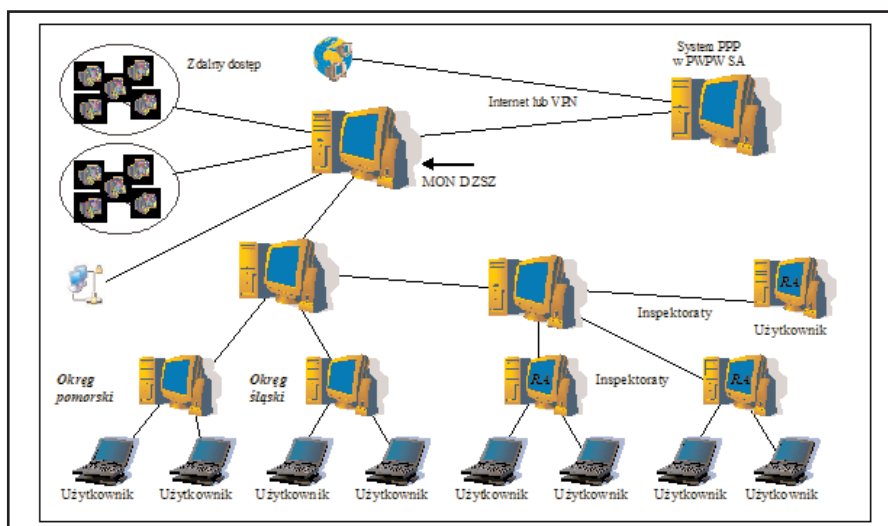 Zdalny dostęp
System PPP
w PWPW SA
Internet lub VPN
MON DZSZ
RA
Inspektoraty
Użytkownik
Okręg
pomorski
Okręg
śląski
RA
Inspektoraty
RA
Użytkownik
Użytkownik
Użytkownik
Użytkownik
Użytkownik
Użytkownik
Użytkownik
Użytkownik